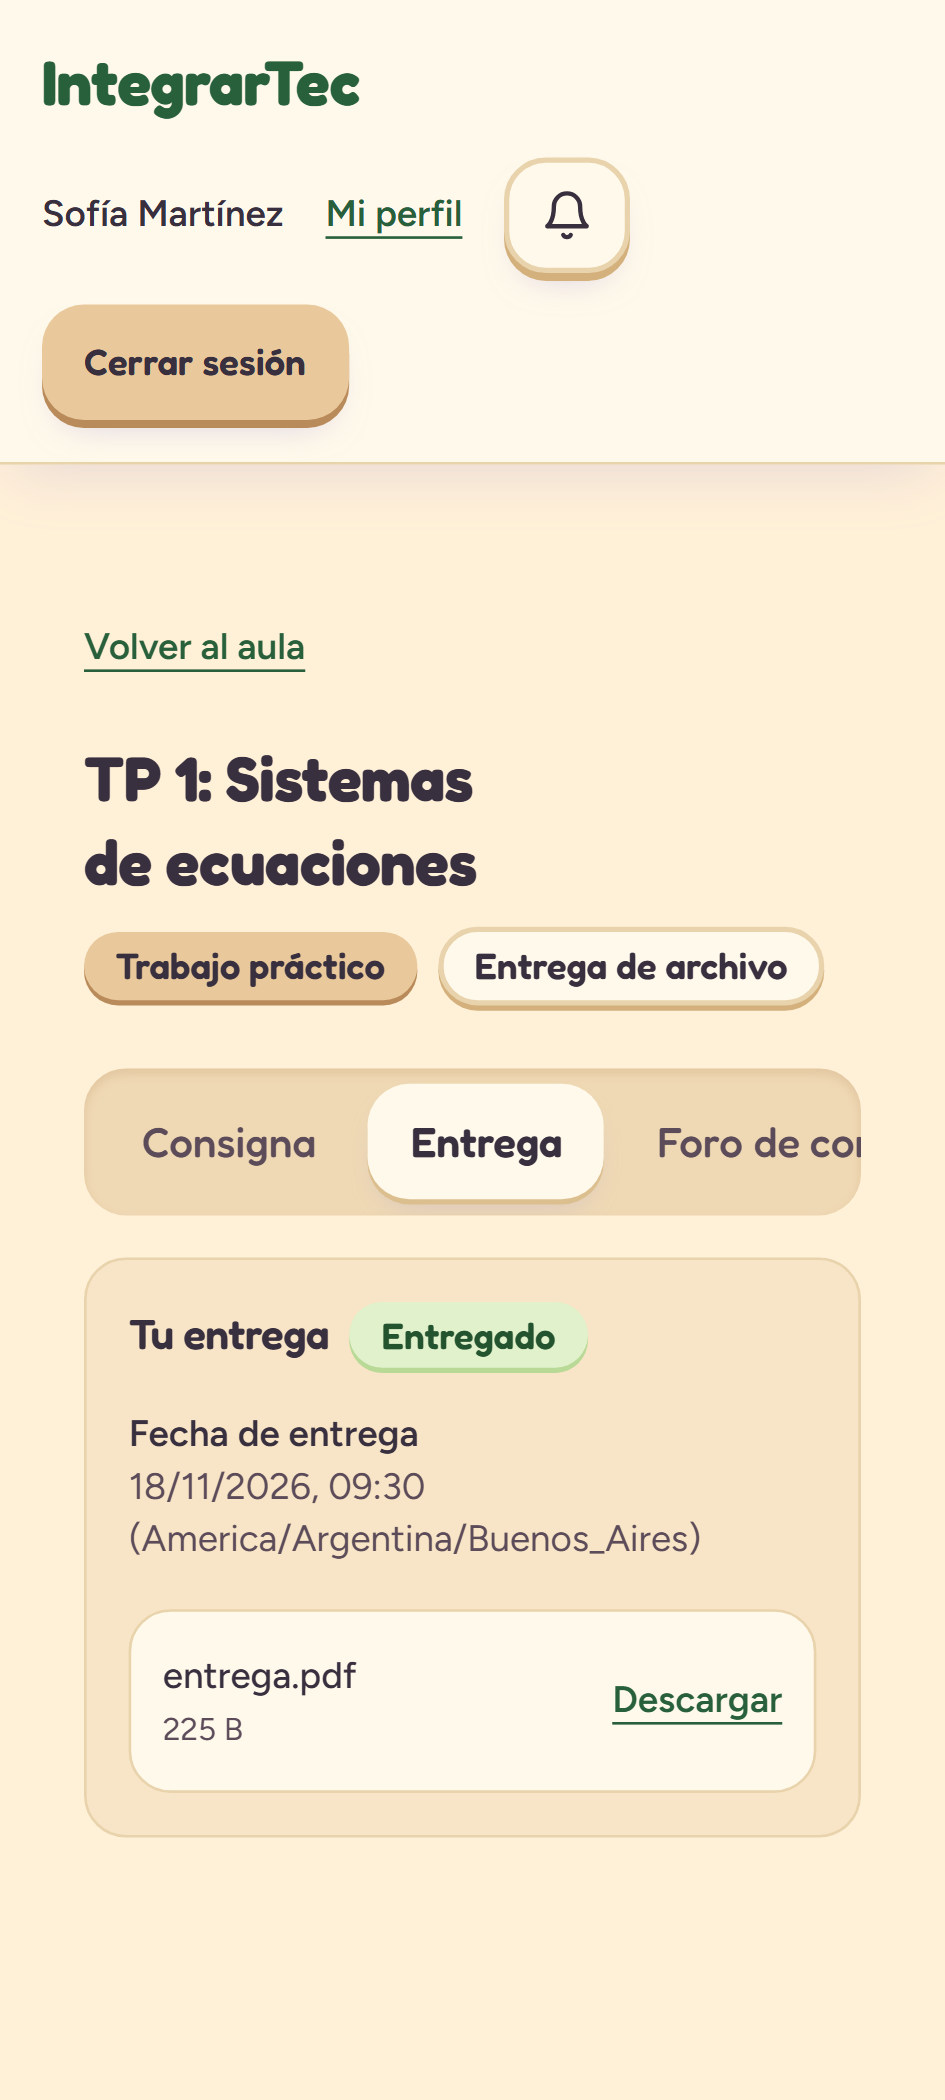 IntegrarTec
Sofía Martínez Mi perfil
Cerrar sesión
Volver al aula
TP 1: Sistemas
de ecuaciones
Trabajo práctico Entrega de archivo
Consigna Entrega Foro de
Tu entrega Entregado
Fecha de entrega
18/11/2026, 09:30
(America/Argentina/Buenos_Aires)
entrega.pdf
225 B
Descargar